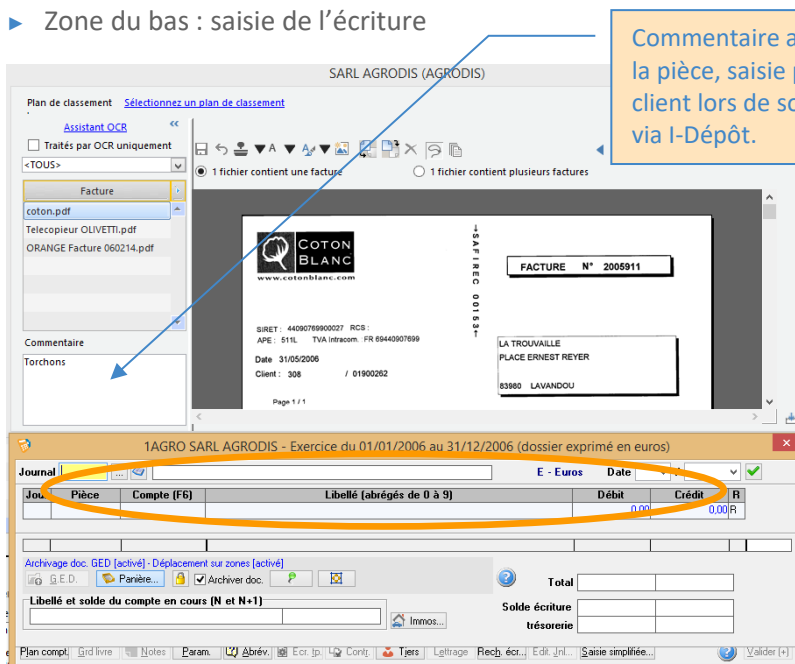 ► Zone du bas : saisie de l'écriture
Commentaire a
la pièce, saisie
client lors de
via I-Dépôt.
SARL AGRODIS (AGRODIS)
Plan de classement Sélectionnez un plan de classement
Assistant OCR «
Traités par OCR uniquement
<TOUS>
1 fichier contient une facture
1 fichier contient plusieurs factures
Facture
coton.pdf
Telecopieur OLIVETTI.pdf
ORANGE Facture 060214.pdf
Commentaire
Torchons
COTON
BLANC
www.cotonblanc.com
SAFIREC 00153
FACTURE N° 2005911
SIRET : 44090769900027 RCS :
APE : 511L TVA Intracom. : FR 69440907699
Date 31/05/2006
Client : 308 / 01900262
Page 1 / 1
LA TROUVAILLE
PLACE ERNEST REYER
83980 LAVANDOU
1AGRO SARL AGRODIS - Exercice du 01/01/2006 au 31/12/2006 (dossier exprimé en euros)
Journal ... E - Euros Date /
Jour Pièce Compte (F6) Libellé (abrégés de 0 à 9) Débit Crédit R
0,00 0,00 R
Archivage doc. GED [activé] - Déplacement sur zones [activé]
G.E.D. Panière... Archiver doc.
Total
Libellé et solde du compte en cours (N et N+1)
Immos...
Solde écriture
trésorerie
Plan compt. Grd livre Notes Param. Abrév. Ecr. tp. Contr. Tiers Lettrage Rech. écr... Edit. Jnl... Saisie simplifiée... Valider (+)